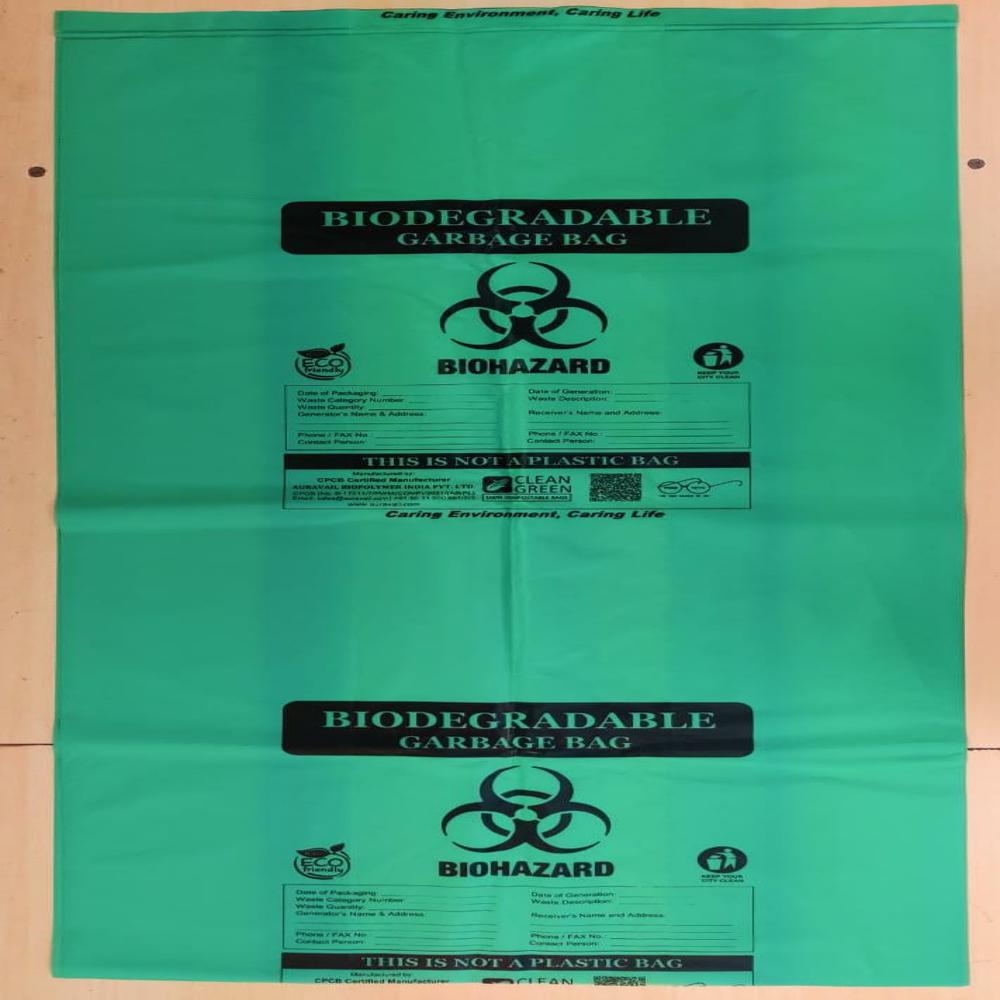 Caring Environment, Caring Life
BIODEGRADABLE
GARBAGE BAG
BIOHAZARD
ECO
friendly
KEEP YOUR
CITY CLEAN
Date of Packaging:
Waste Category Number:
Waste Quantity:
Generator's Name & Address:
Phone / FAX No.:
Contact Person:
Date of Generation:
Waste Description:
Receiver's Name and Address:
Phone / FAX No.:
Contact Person:
THIS IS NOT A PLASTIC BAG
Manufactured by:
CPCB Certified Manufacturer
AURAVAIL BIOPOLYMER INDIA PVT. LTD.
www.auravail.com
CLEAN
GREEN
100% COMPOSTABLE BAGS
Caring Environment, Caring Life
BIODEGRADABLE
GARBAGE BAG
BIOHAZARD
ECO
friendly
KEEP YOUR
CITY CLEAN
Date of Packaging:
Waste Category Number:
Waste Quantity:
Generator's Name & Address:
Phone / FAX No.:
Contact Person:
Date of Generation:
Waste Description:
Receiver's Name and Address:
Phone / FAX No.:
Contact Person:
THIS IS NOT A PLASTIC BAG
Manufactured by:
CPCB Certified Manufacturer
CLEAN